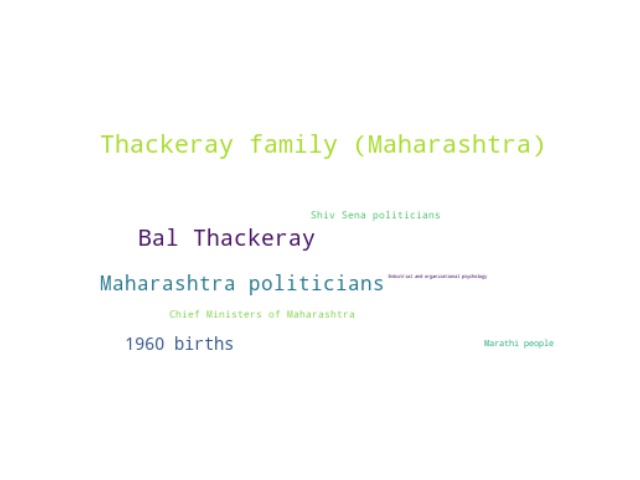 Thackeray family (Maharashtra)
Shiv Sena politicians
Bal Thackeray
Industrial and organizational psychology
Maharashtra politicians
Chief Ministers of Maharashtra
1960 births
Marathi people